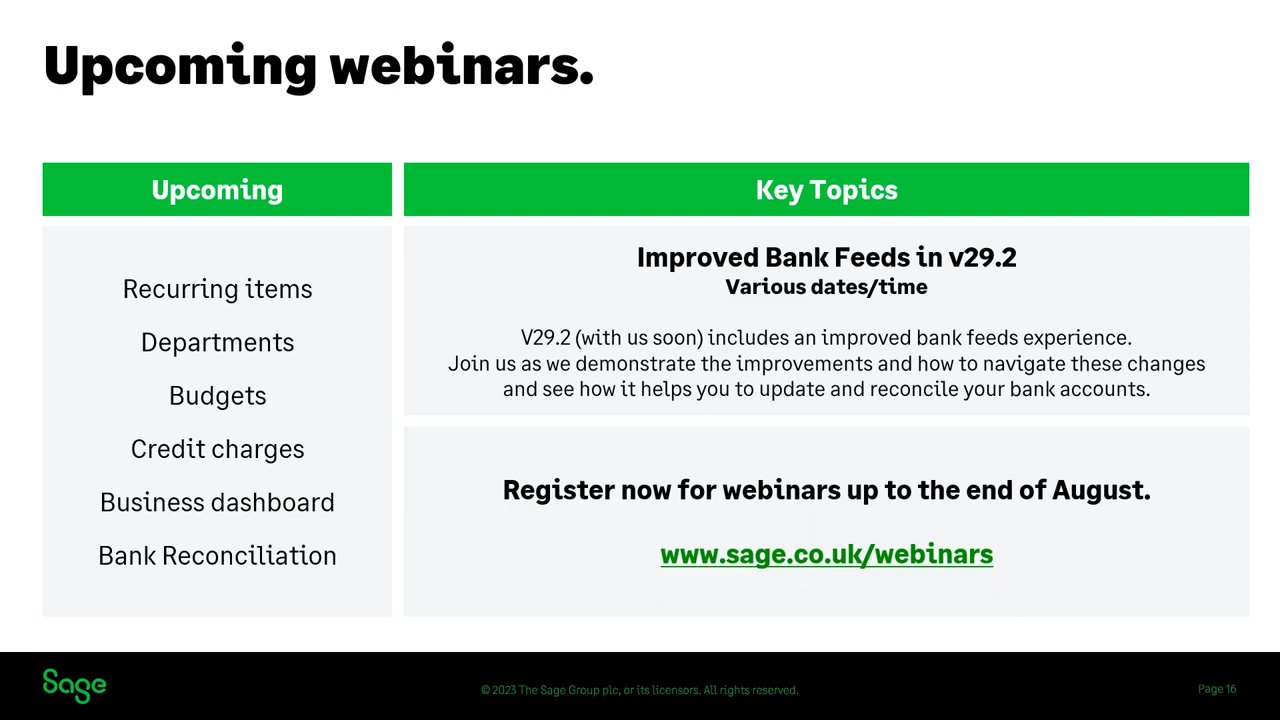 Upcoming webinars.
Upcoming
Recurring items
Departments
Budgets
Credit charges
Business dashboard
Bank Reconciliation
Key Topics
Improved Bank Feeds in v29.2
Various dates/time
V29.2 (with us soon) includes an improved bank feeds experience.
Join us as we demonstrate the improvements and how to navigate these changes
and see how it helps you to update and reconcile your bank accounts.
Register now for webinars up to the end of August.
www.sage.co.uk/webinars
Sage
© 2023 The Sage Group plc, or its licensors. All rights reserved.
Page 16